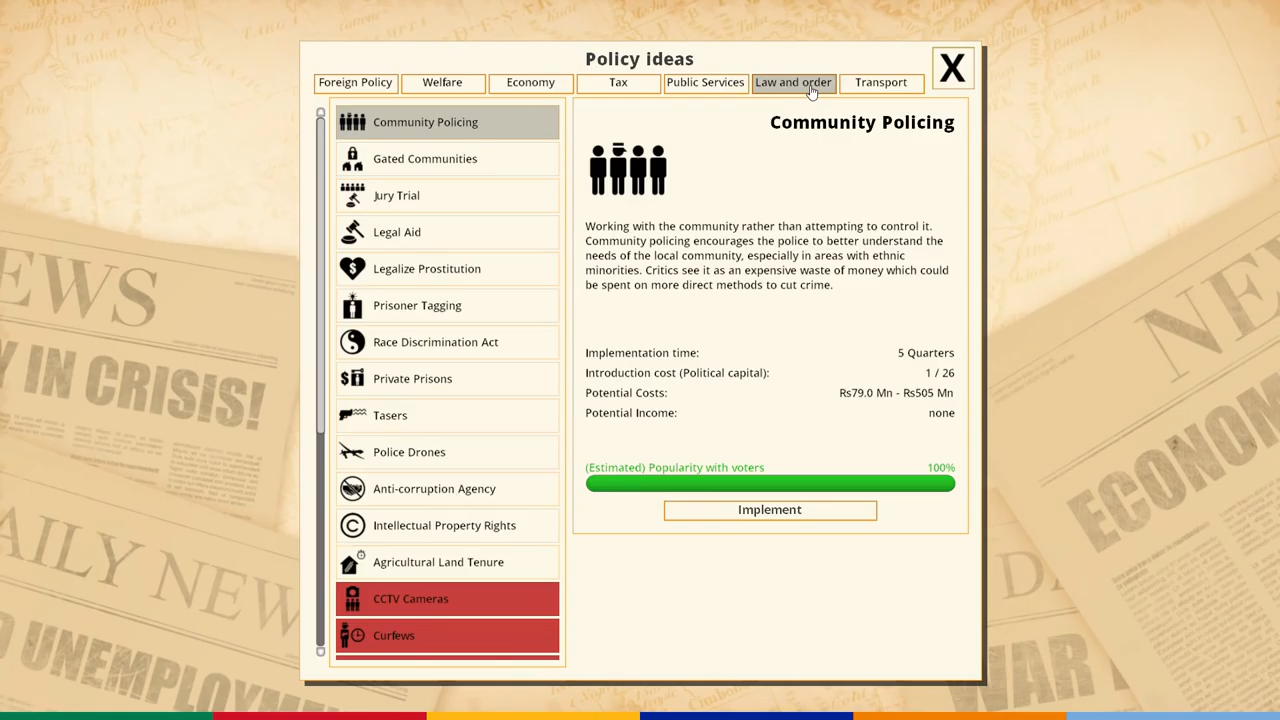 Policy ideas
X
Foreign Policy
Welfare
Economy
Tax
Public Services
Law and order
Transport
Community Policing
Gated Communities
Jury Trial
Legal Aid
Legalize Prostitution
Prisoner Tagging
Race Discrimination Act
Private Prisons
Tasers
Police Drones
Anti-corruption Agency
Intellectual Property Rights
Agricultural Land Tenure
CCTV Cameras
Curfews
Community Policing
Working with the community rather than attempting to control it.
Community policing encourages the police to better understand the
needs of the local community, especially in areas with ethnic
minorities. Critics see it as an expensive waste of money which could
be spent on more direct methods to cut crime.
Implementation time: 5 Quarters
Introduction cost (Political capital): 1 / 26
Potential Costs: Rs79.0 Mn - Rs505 Mn
Potential Income: none
(Estimated) Popularity with voters 100%
Implement
EWS
IN CRISIS!
DAILY NEW
UNEMPLOYM
NE
ECONOM
DA
WAR